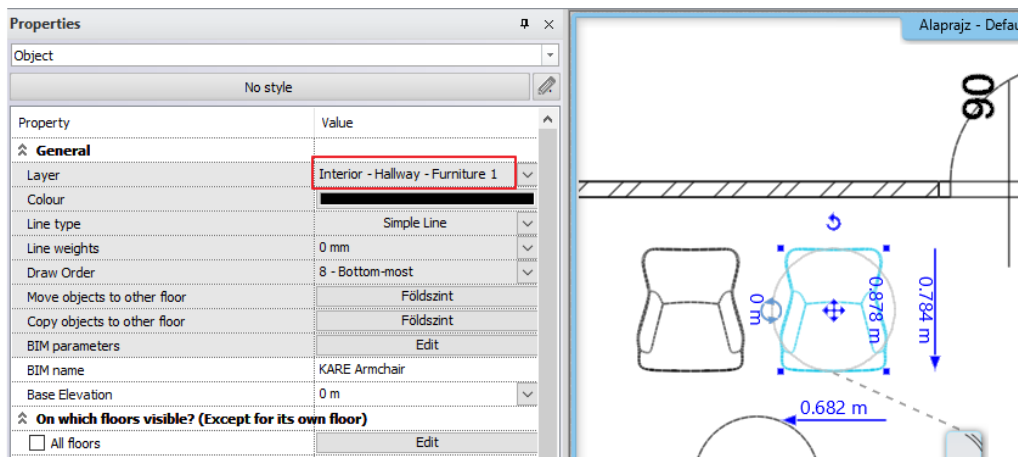 Properties
Object
No style
Property Value
General
Layer Interior - Hallway - Furniture 1
Colour
Line type Simple Line
Line weights 0 mm
Draw Order 8 - Bottom-most
Move objects to other floor Földszint
Copy objects to other floor Földszint
BIM parameters Edit
BIM name KARE Armchair
Base Elevation 0 m
On which floors visible? (Except for its own floor)
All floors Edit
Alaprajz - Defau
90
0 m
0.878 m
0.784 m
0.682 m